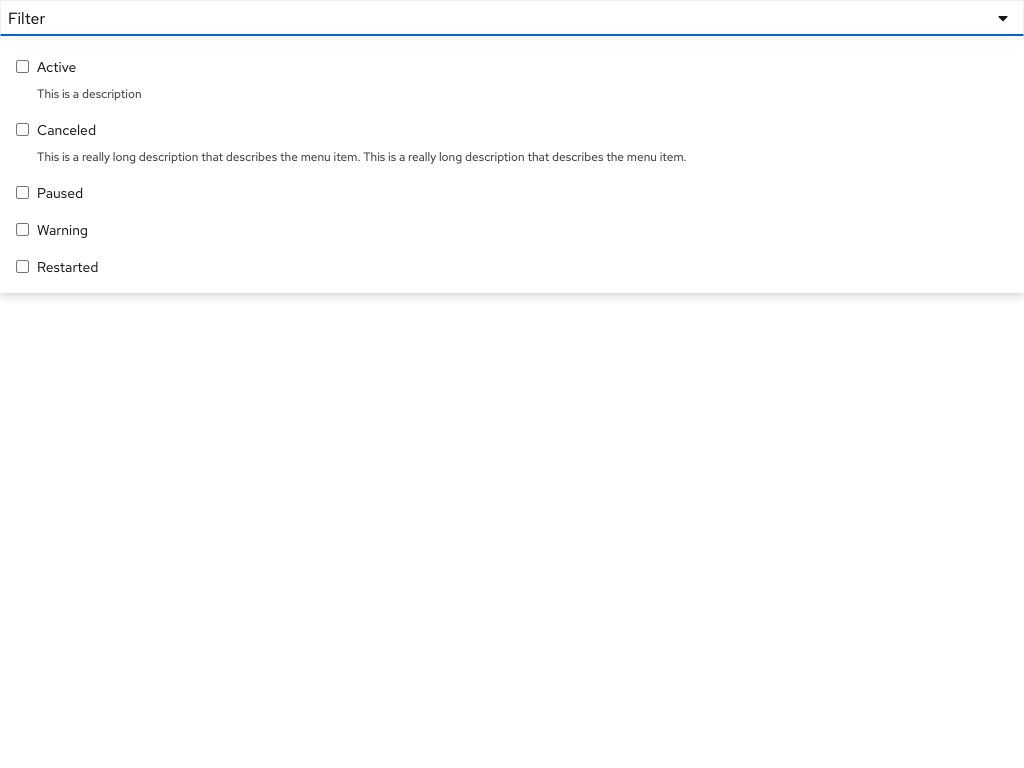 Filter
Active
This is a description
Canceled
This is a really long description that describes the menu item. This is a really long description that describes the menu item.
Paused
Warning
Restarted